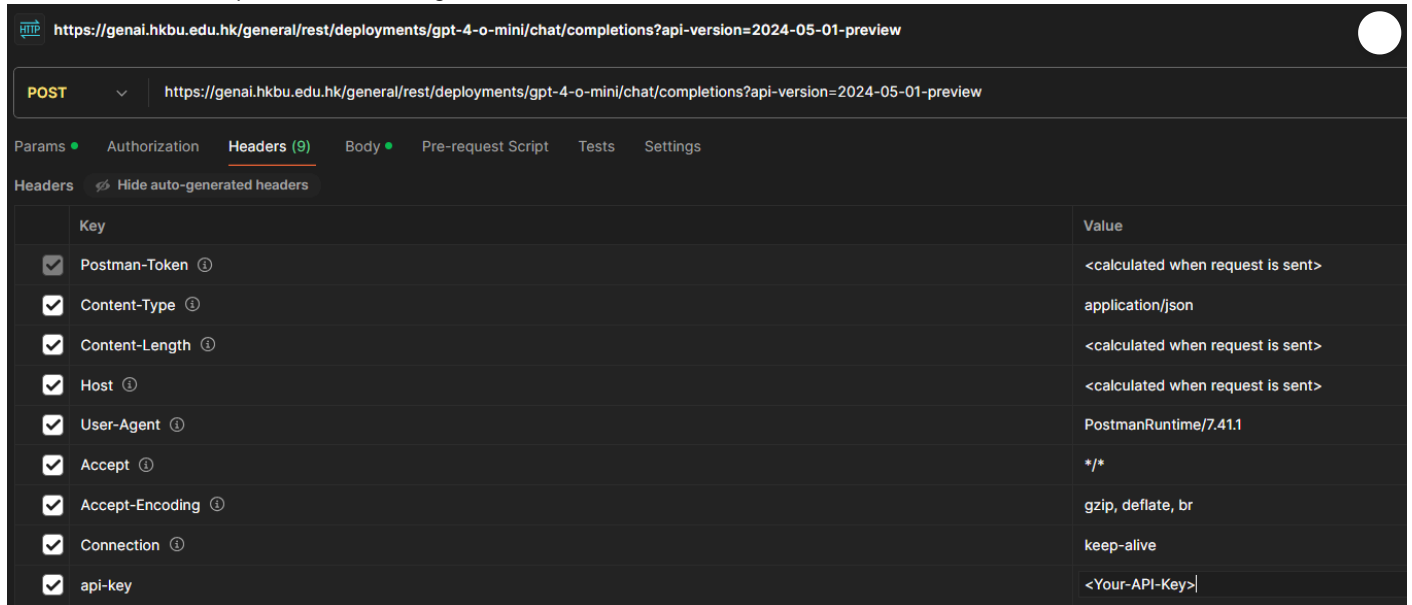 HTTP https://genai.hkbu.edu.hk/general/rest/deployments/gpt-4-o-mini/chat/completions?api-version=2024-05-01-preview
POST https://genai.hkbu.edu.hk/general/rest/deployments/gpt-4-o-mini/chat/completions?api-version=2024-05-01-preview
Params Authorization Headers (9) Body Pre-request Script Tests Settings
Headers Hide auto-generated headers
Key Value
Postman-Token <calculated when request is sent>
Content-Type application/json
Content-Length <calculated when request is sent>
Host <calculated when request is sent>
User-Agent PostmanRuntime/7.41.1
Accept */*
Accept-Encoding gzip, deflate, br
Connection keep-alive
api-key <Your-API-Key>